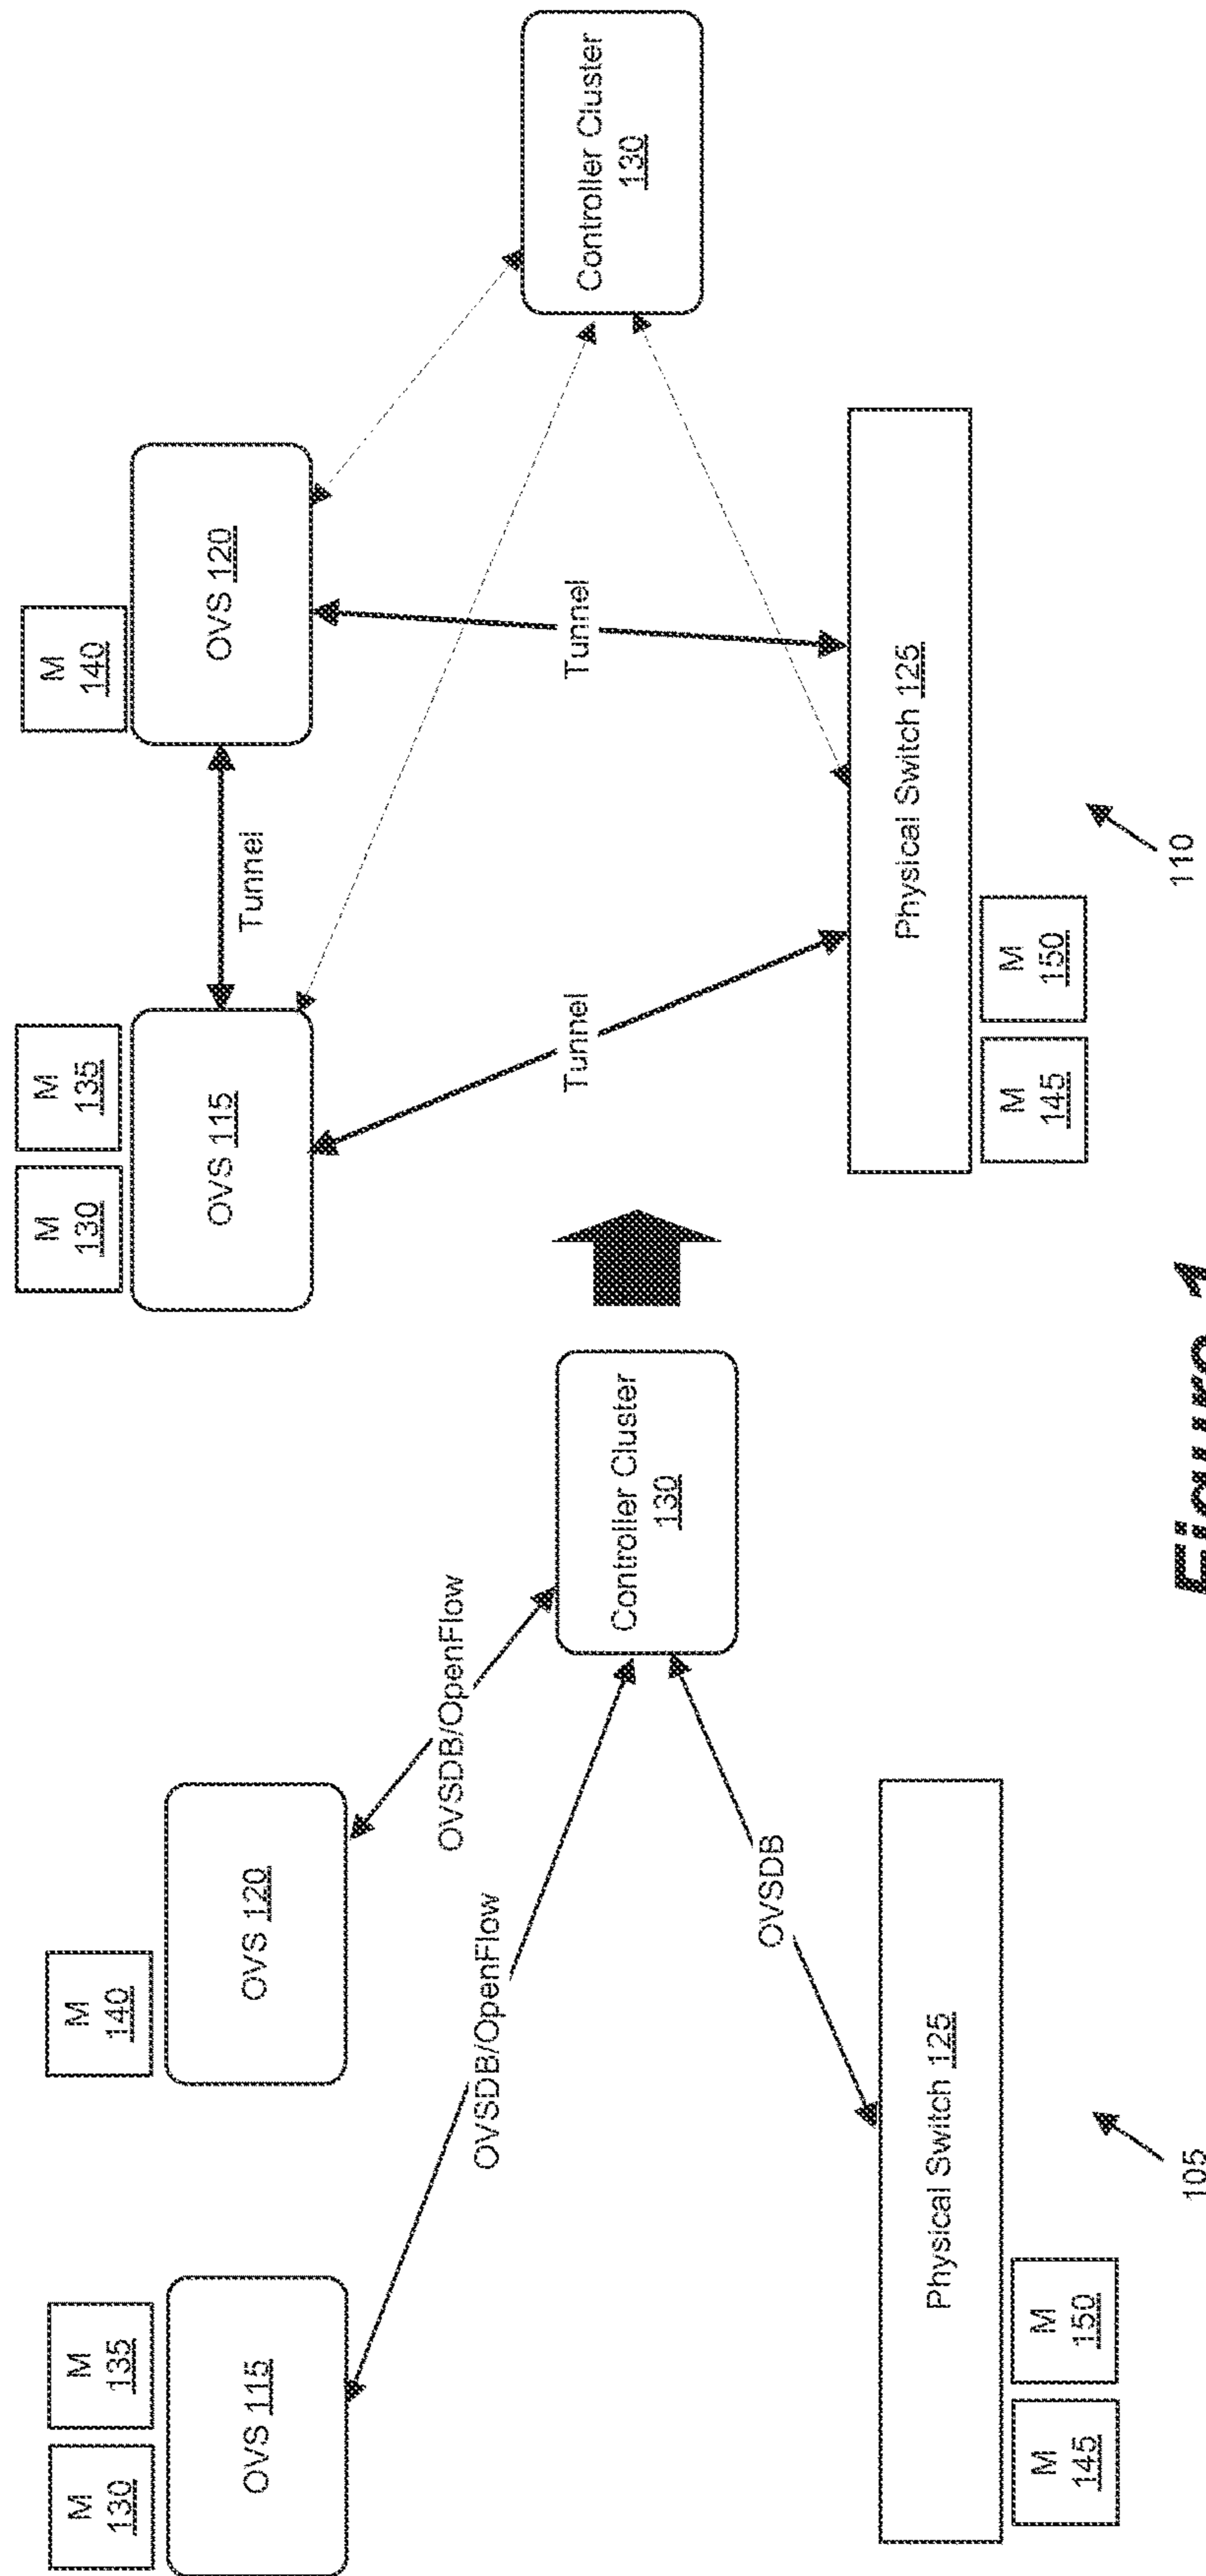 M
130
M
135
OVS 115
M
140
OVS 120
OVSDB/OpenFlow
OVSDB/OpenFlow
Controller Cluster
130
OVSDB
Physical Switch 125
M
145
M
150
105
M
130
M
135
OVS 115
Tunnel
M
140
OVS 120
Tunnel
Tunnel
Controller Cluster
130
Physical Switch 125
M
145
M
150
110
Figure 1